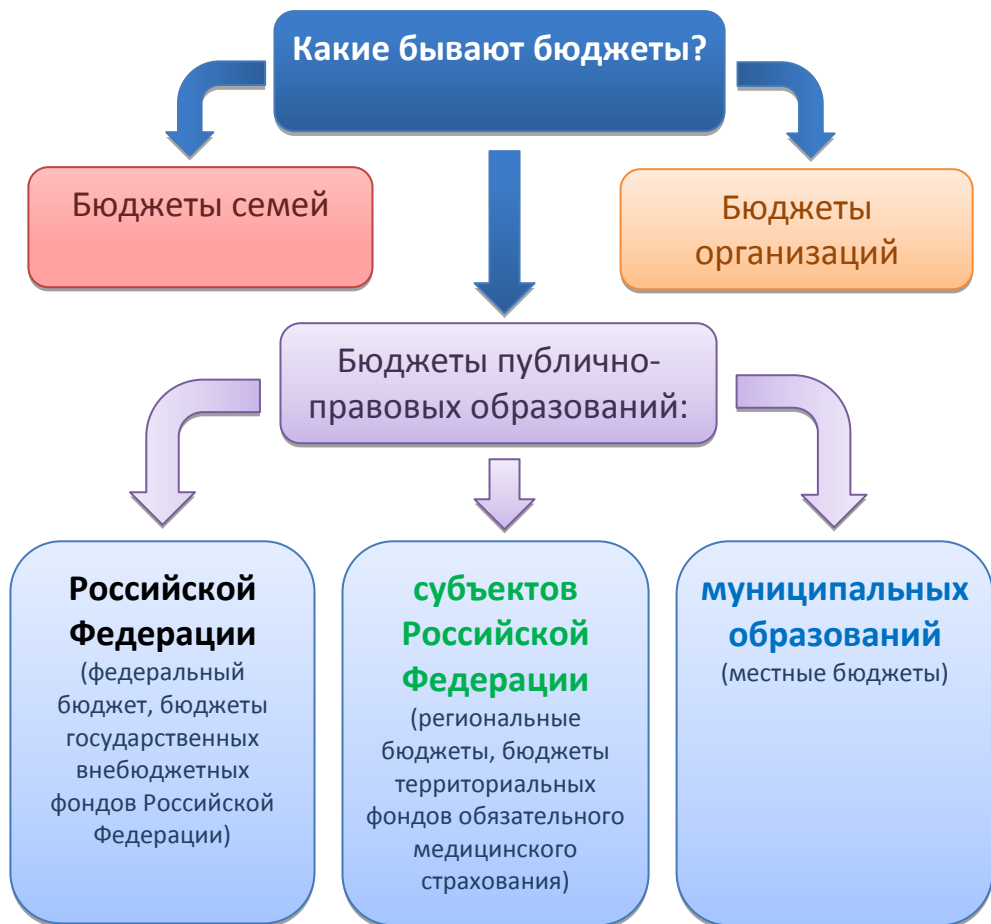 Какие бывают бюджеты?
Бюджеты семей
Бюджеты
организаций
Бюджеты публично-
правовых образований:
Российской
Федерации
(федеральный
бюджет, бюджеты
государственных
внебюджетных
фондов Российской
Федерации)
субъектов
Российской
Федерации
(региональные
бюджеты, бюджеты
территориальных
фондов обязательного
медицинского
страхования)
муниципальных
образований
(местные бюджеты)